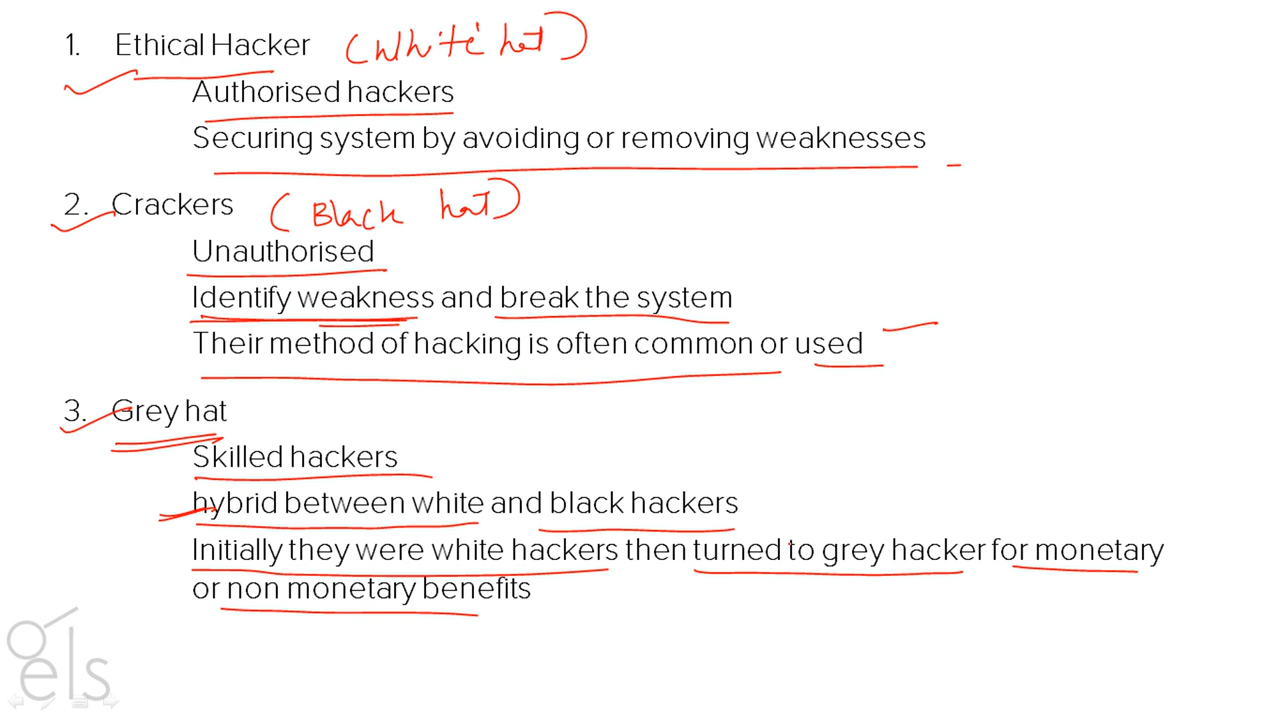 1. Ethical Hacker (White hat)
Authorised hackers
Securing system by avoiding or removing weaknesses
2. Crackers (Black hat)
Unauthorised
Identify weakness and break the system
Their method of hacking is often common or used
3. Grey hat
Skilled hackers
hybrid between white and black hackers
Initially they were white hackers then turned to grey hacker for monetary
or non monetary benefits
els